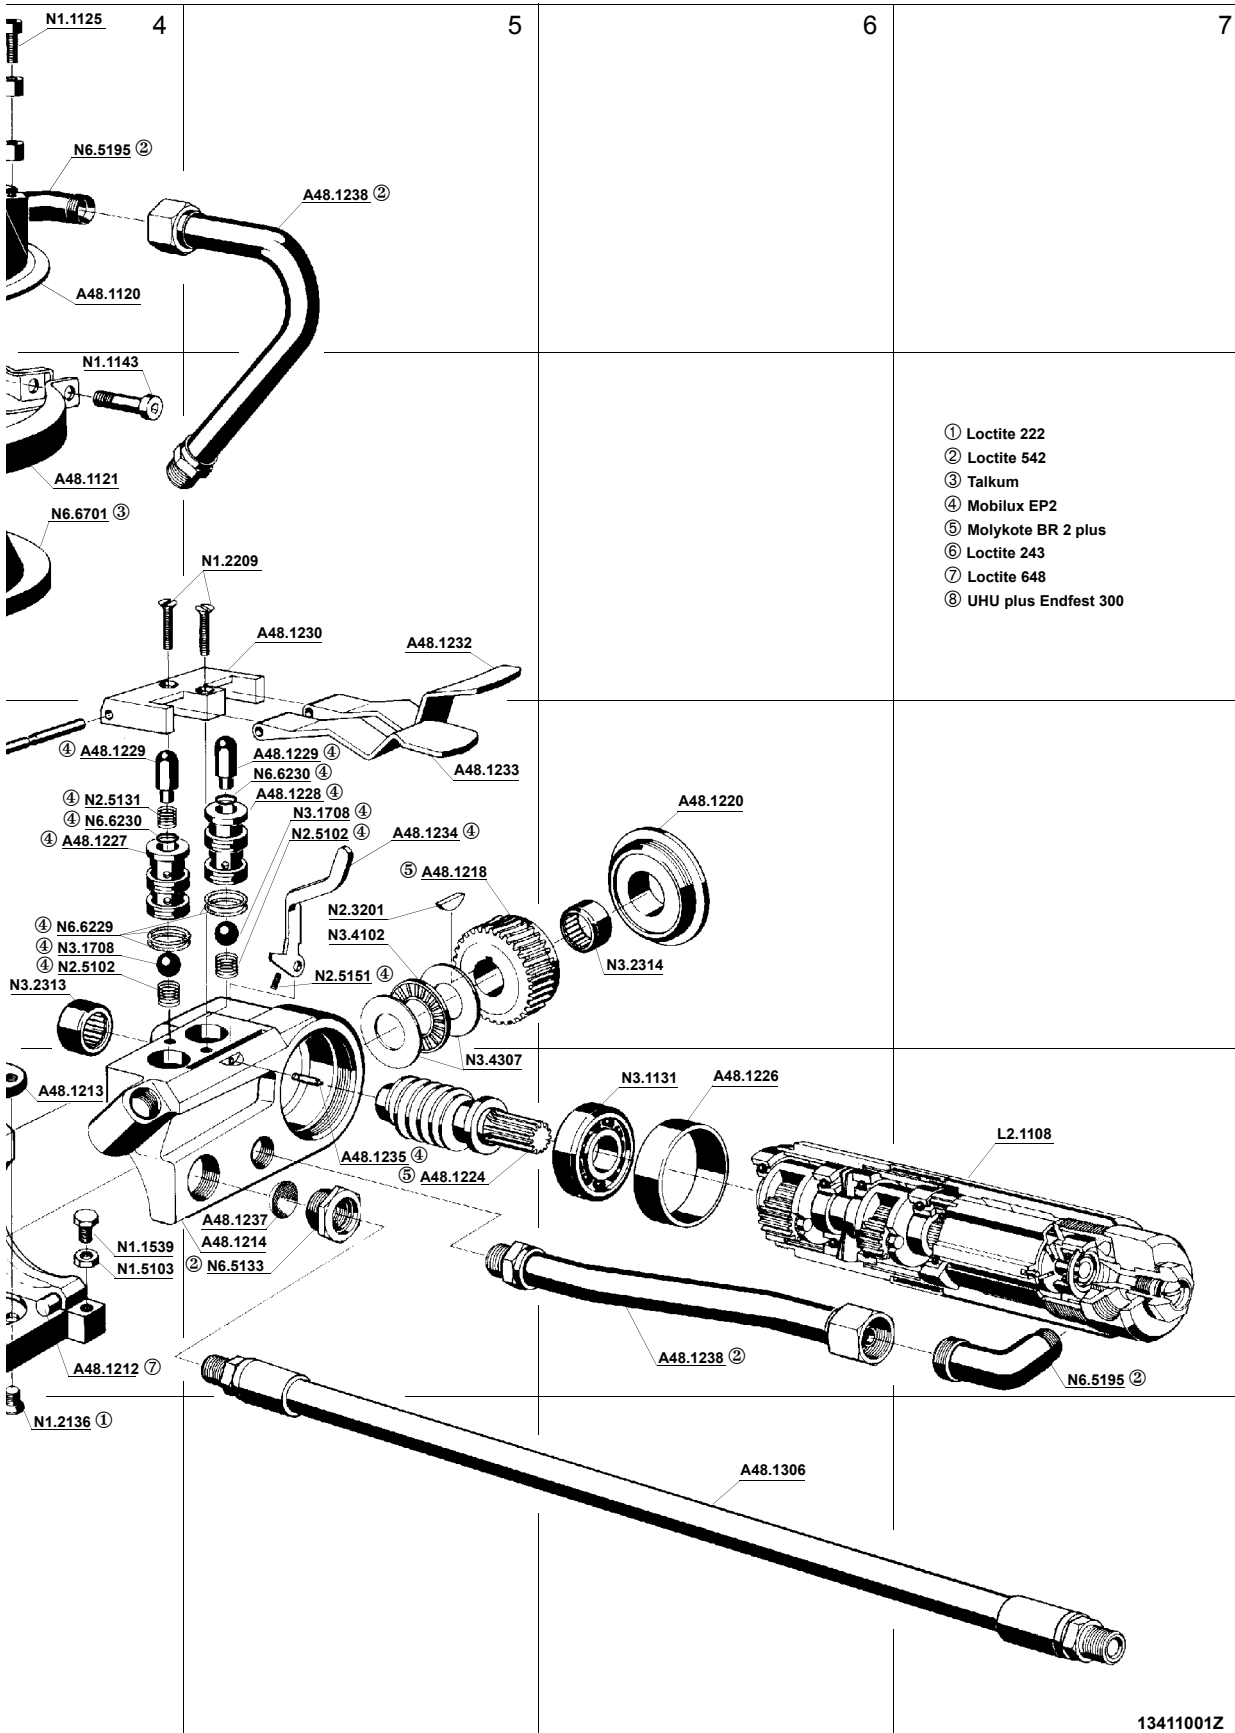 4
5
6
7
N1.1125
N6.5195 ②
A48.1238 ②
A48.1120
N1.1143
A48.1121
N6.6701 ③
① Loctite 222
② Loctite 542
③ Talkum
④ Mobilux EP2
⑤ Molykote BR 2 plus
⑥ Loctite 243
⑦ Loctite 648
⑧ UHU plus Endfest 300
N1.2209
A48.1230
A48.1232
④ A48.1229
A48.1229 ④
A48.1233
N6.6230 ④
④ N2.5131
A48.1228 ④
A48.1220
④ N6.6230
N3.1708 ④
④ A48.1227
N2.5102 ④
A48.1234 ④
⑤ A48.1218
N2.3201
④ N6.6229
N3.4102
④ N3.1708
④ N2.5102
N2.5151 ④
N3.2314
N3.2313
N3.4307
A48.1213
N3.1131
A48.1226
L2.1108
A48.1235 ④
⑤ A48.1224
A48.1237
A48.1214
② N6.5133
N1.1539
N1.5103
A48.1238 ②
A48.1212 ⑦
N6.5195 ②
N1.2136 ①
A48.1306
13411001Z